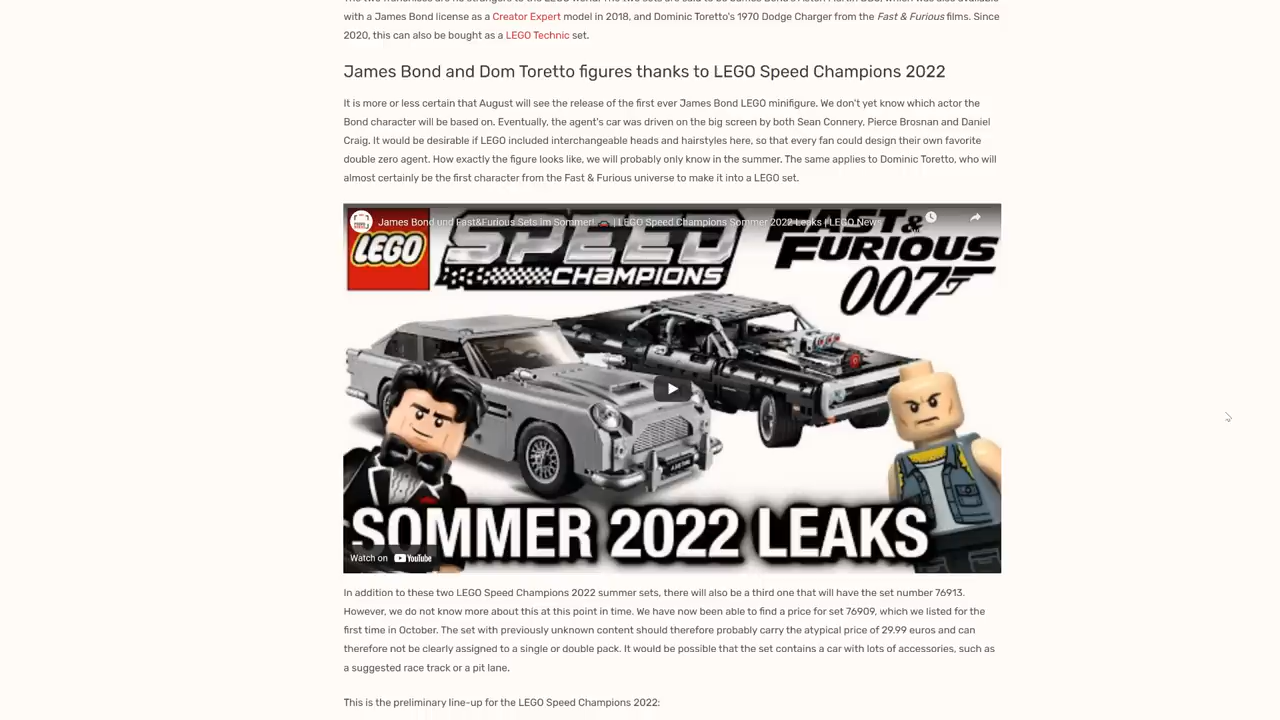 with a James Bond license as a Creator Expert model in 2018, and Dominic Toretto's 1970 Dodge Charger from the Fast & Furious films. Since
2020, this can also be bought as a LEGO Technic set.
James Bond and Dom Toretto figures thanks to LEGO Speed Champions 2022
It is more or less certain that August will see the release of the first ever James Bond LEGO minifigure. We don't yet know which actor the
Bond character will be based on. Eventually, the agent's car was driven on the big screen by both Sean Connery, Pierce Brosnan and Daniel
Craig. It would be desirable if LEGO included interchangeable heads and hairstyles here, so that every fan could design their own favorite
double zero agent. How exactly the figure looks like, we will probably only know in the summer. The same applies to Dominic Toretto, who will
almost certainly be the first character from the Fast & Furious universe to make it into a LEGO set.
James Bond und Fast&Furious Sets im Sommer! | LEGO Speed Champions Sommer 2022 Leaks | LEGO News
LEGO SPEED CHAMPIONS
FAST & FURIOUS
007
SOMMER 2022 LEAKS
Watch on YouTube
In addition to these two LEGO Speed Champions 2022 summer sets, there will also be a third one that will have the set number 76913.
However, we do not know more about this at this point in time. We have now been able to find a price for set 76909, which we listed for the
first time in October. The set with previously unknown content should therefore probably carry the atypical price of 29.99 euros and can
therefore not be clearly assigned to a single or double pack. It would be possible that the set contains a car with lots of accessories, such as
a suggested race track or a pit lane.
This is the preliminary line-up for the LEGO Speed Champions 2022: